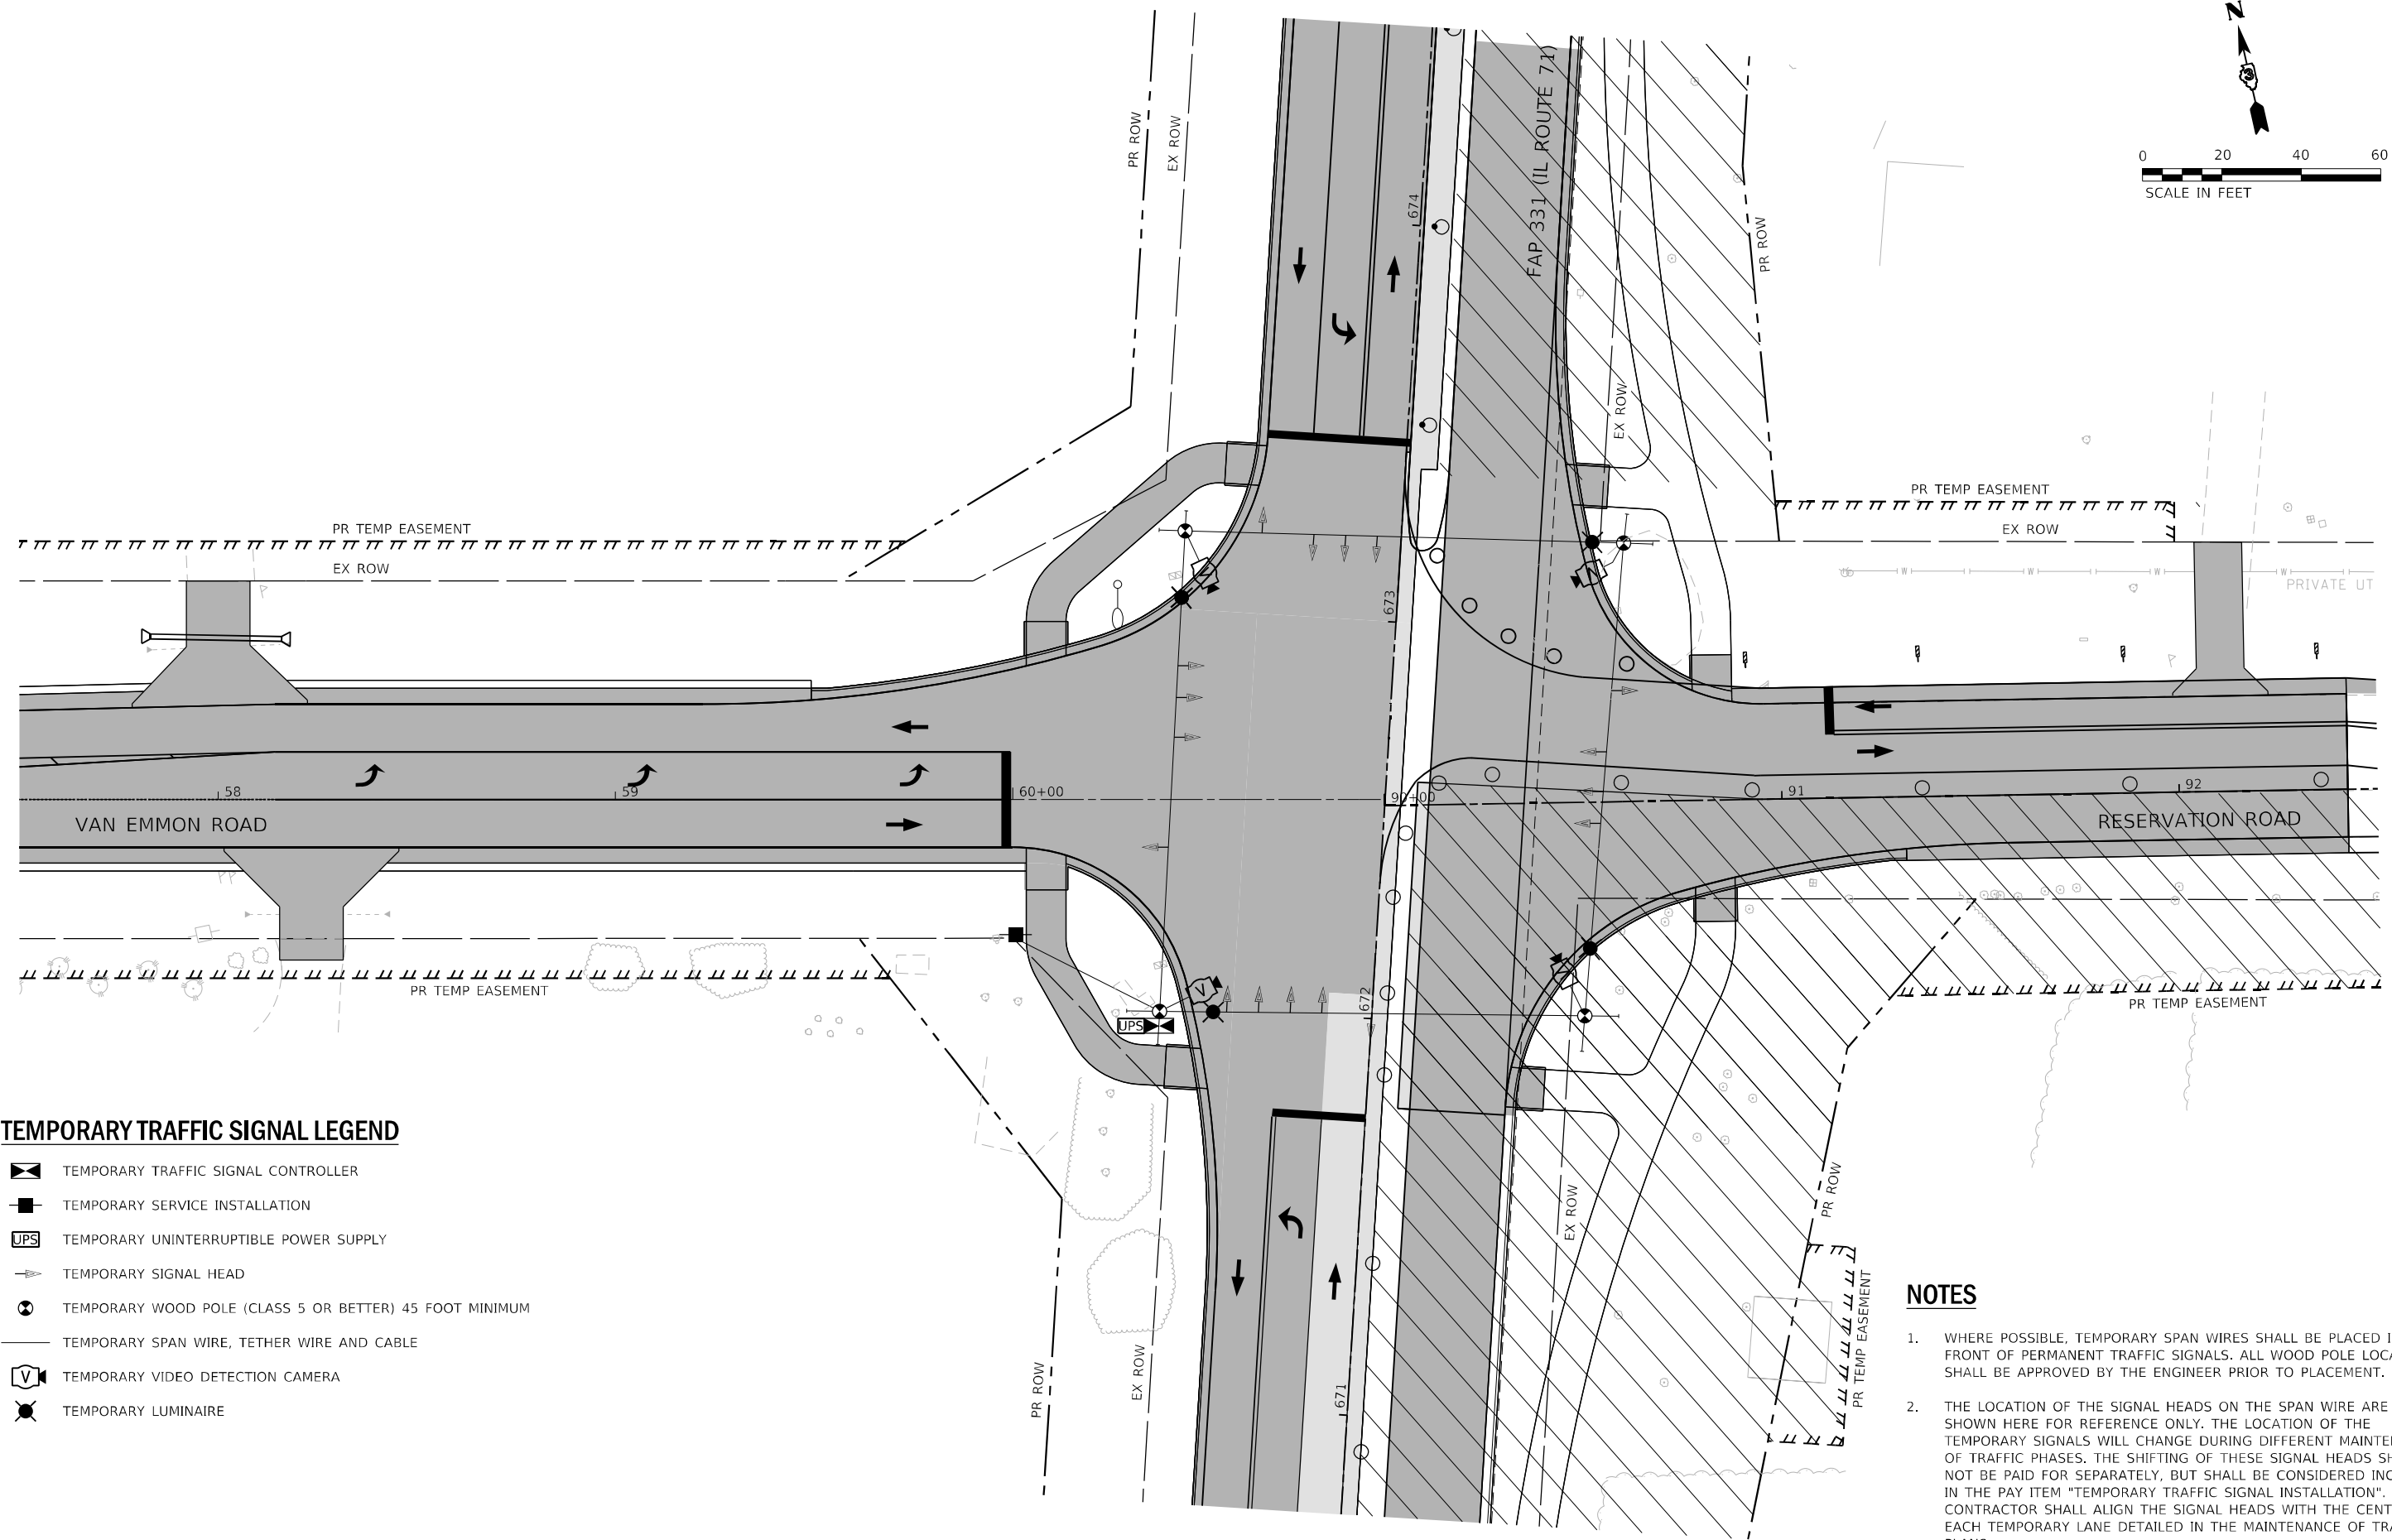 N
3
0 20 40 60
SCALE IN FEET
FAP 331 (IL ROUTE 71)
PR ROW
EX ROW
674
PR ROW
EX ROW
PR TEMP EASEMENT
EX ROW
PR TEMP EASEMENT
EX ROW
W W W W
PRIVATE UT
673
58 59 60+00 90+00 91 92
VAN EMMON ROAD
RESERVATION ROAD
PR TEMP EASEMENT
V
UPS
672
PR TEMP EASEMENT
PR ROW
EX ROW
PR TEMP EASEMENT
PR ROW
EX ROW
671
TEMPORARY TRAFFIC SIGNAL LEGEND
TEMPORARY TRAFFIC SIGNAL CONTROLLER
TEMPORARY SERVICE INSTALLATION
UPS TEMPORARY UNINTERRUPTIBLE POWER SUPPLY
TEMPORARY SIGNAL HEAD
TEMPORARY WOOD POLE (CLASS 5 OR BETTER) 45 FOOT MINIMUM
TEMPORARY SPAN WIRE, TETHER WIRE AND CABLE
V TEMPORARY VIDEO DETECTION CAMERA
TEMPORARY LUMINAIRE
NOTES
1. WHERE POSSIBLE, TEMPORARY SPAN WIRES SHALL BE PLACED I
FRONT OF PERMANENT TRAFFIC SIGNALS. ALL WOOD POLE LOCA
SHALL BE APPROVED BY THE ENGINEER PRIOR TO PLACEMENT.
2. THE LOCATION OF THE SIGNAL HEADS ON THE SPAN WIRE ARE
SHOWN HERE FOR REFERENCE ONLY. THE LOCATION OF THE
TEMPORARY SIGNALS WILL CHANGE DURING DIFFERENT MAINTE
OF TRAFFIC PHASES. THE SHIFTING OF THESE SIGNAL HEADS SH
NOT BE PAID FOR SEPARATELY, BUT SHALL BE CONSIDERED INC
IN THE PAY ITEM "TEMPORARY TRAFFIC SIGNAL INSTALLATION".
CONTRACTOR SHALL ALIGN THE SIGNAL HEADS WITH THE CENT
EACH TEMPORARY LANE DETAILED IN THE MAINTENANCE OF TRA